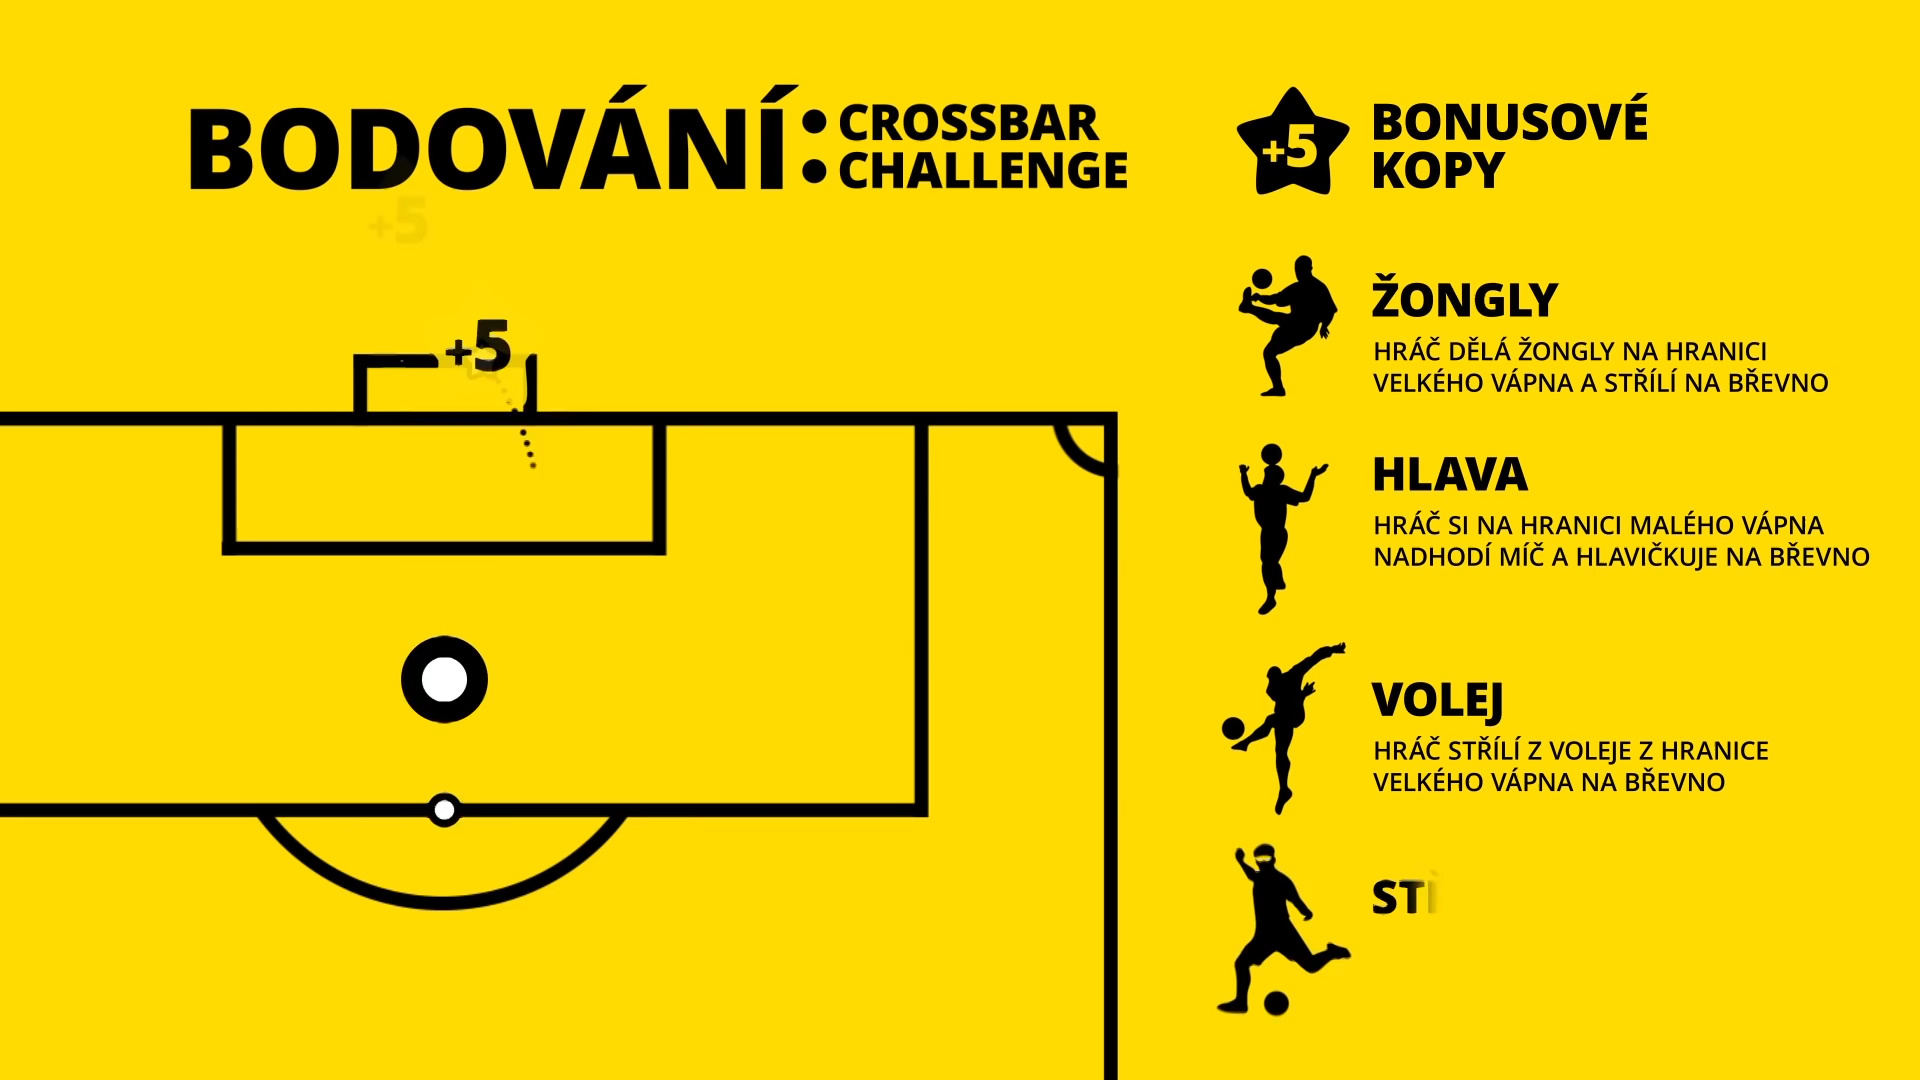 BODOVÁNÍ:
CROSSBAR
CHALLENGE
+5
+5
+5
BONUSOVÉ
KOPY
ŽONGLY
HRÁČ DĚLÁ ŽONGLY NA HRANICI
VELKÉHO VÁPNA A STŘÍLÍ NA BŘEVNO
HLAVA
HRÁČ SI NA HRANICI MALÉHO VÁPNA
NADHODÍ MÍČ A HLAVIČKUJE NA BŘEVNO
VOLEJ
HRÁČ STŘÍLÍ Z VOLEJE Z HRANICE
VELKÉHO VÁPNA NA BŘEVNO